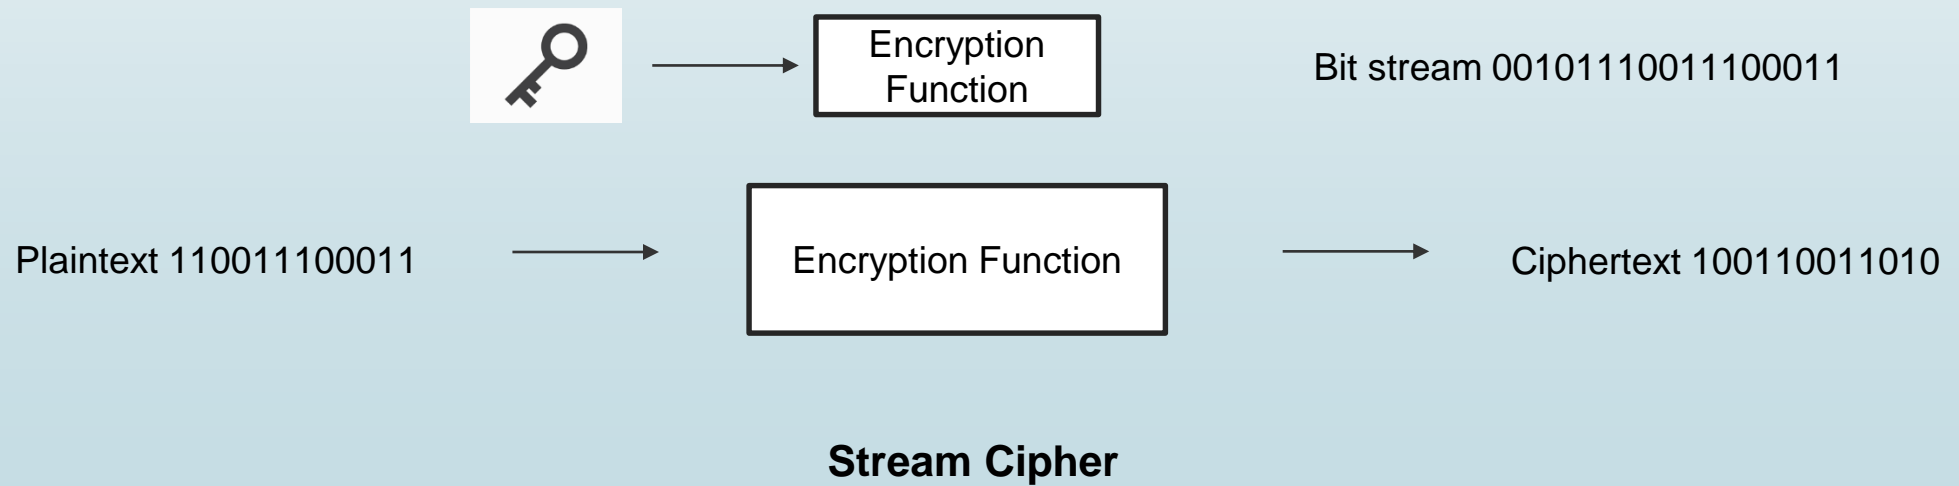 Encryption
Function
Bit stream 00101110011100011
Plaintext 110011100011
Encryption Function
Ciphertext 100110011010
Stream Cipher